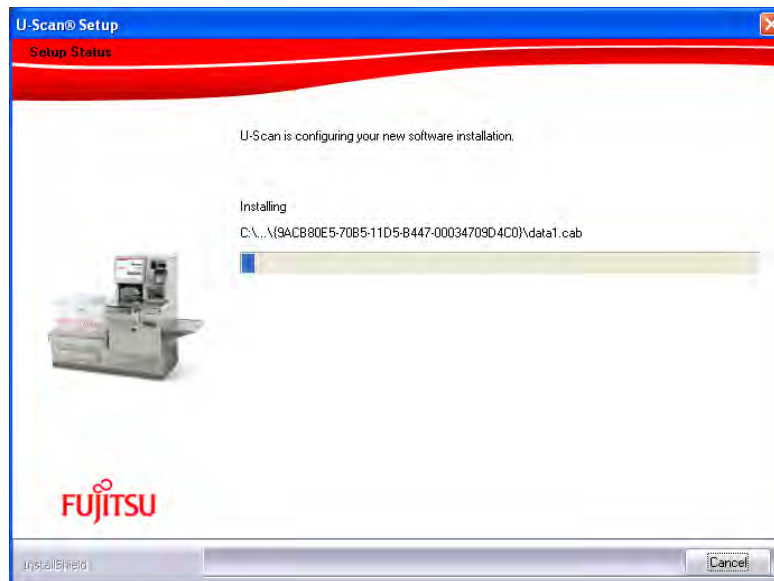 U-Scan® Setup
Setup Status
U-Scan is configuring your new software installation.
Installing
C:\...\{9ACB80E5-70B5-11D5-B447-00034709D4C0}\data1.cab
FUJITSU
InstallShield
Cancel